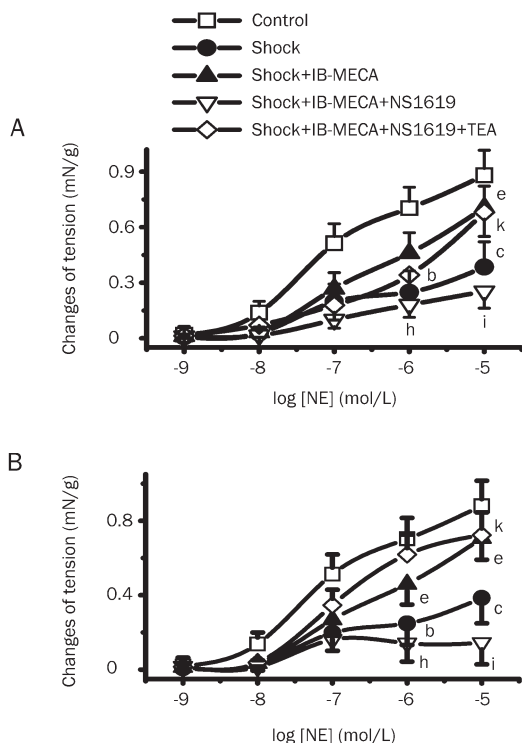 Control
Shock
Shock+IB-MECA
Shock+IB-MECA+NS1619
Shock+IB-MECA+NS1619+TEA
A
Changes of tension (mN/g)
0.9
0.6
0.3
0
e
k
c
b
h
i
-9 -8 -7 -6 -5
log [NE] (mol/L)
B
Changes of tension (mN/g)
0.8
0.4
0
k
e
e
c
b
h
i
-9 -8 -7 -6 -5
log [NE] (mol/L)